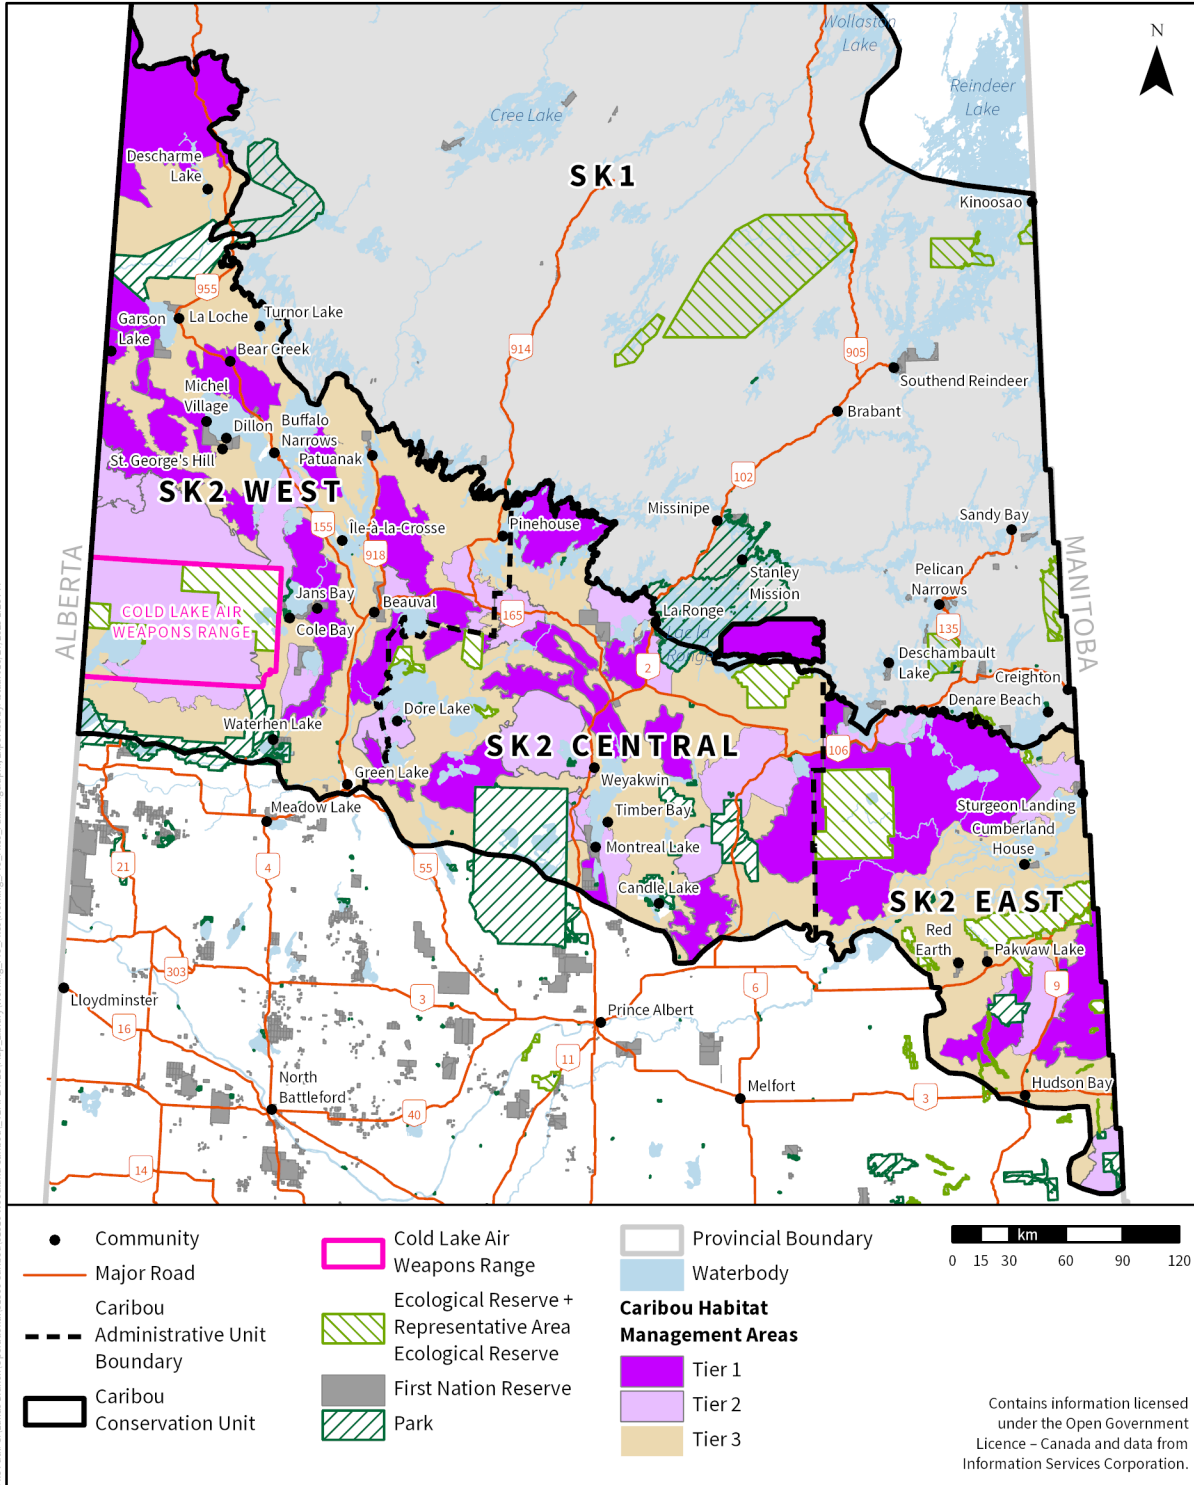 Wollaston
Lake
N
Reindeer
Lake
Cree Lake
Descharme
Lake
SK1
Kinoosao
955
Garson
Lake
La Loche
Turnor Lake
Bear Creek
914
905
Southend Reindeer
Michel
Village
Brabant
Dillon
Buffalo
Narrows
St. George's Hill
Patuanak
102
SK2 WEST
Missinipe
Sandy Bay
155
Île-à-la-Crosse
Pinehouse
918
ALBERTA
MANITOBA
Stanley
Mission
Pelican
Narrows
COLD LAKE AIR
WEAPONS RANGE
Jans Bay
Beauval
165
La Ronge
Cole Bay
135
2
Deschambault
Lake
Creighton
Denare Beach
Waterhen Lake
Dore Lake
SK2 CENTRAL
106
Green Lake
Weyakwin
Meadow Lake
Timber Bay
Sturgeon Landing
Cumberland
House
21
4
55
Montreal Lake
Candle Lake
SK2 EAST
Red
Earth
Pakwaw Lake
303
3
6
9
Lloydminster
16
Prince Albert
11
North
Battleford
Melfort
Hudson Bay
3
40
14
Community
Major Road
Caribou
Administrative Unit
Boundary
Caribou
Conservation Unit
Cold Lake Air
Weapons Range
Ecological Reserve +
Representative Area
Ecological Reserve
First Nation Reserve
Park
Provincial Boundary
Waterbody
Caribou Habitat
Management Areas
Tier 1
Tier 2
Tier 3
km
0 15 30 60 90 120
Contains information licensed
under the Open Government
Licence – Canada and data from
Information Services Corporation.